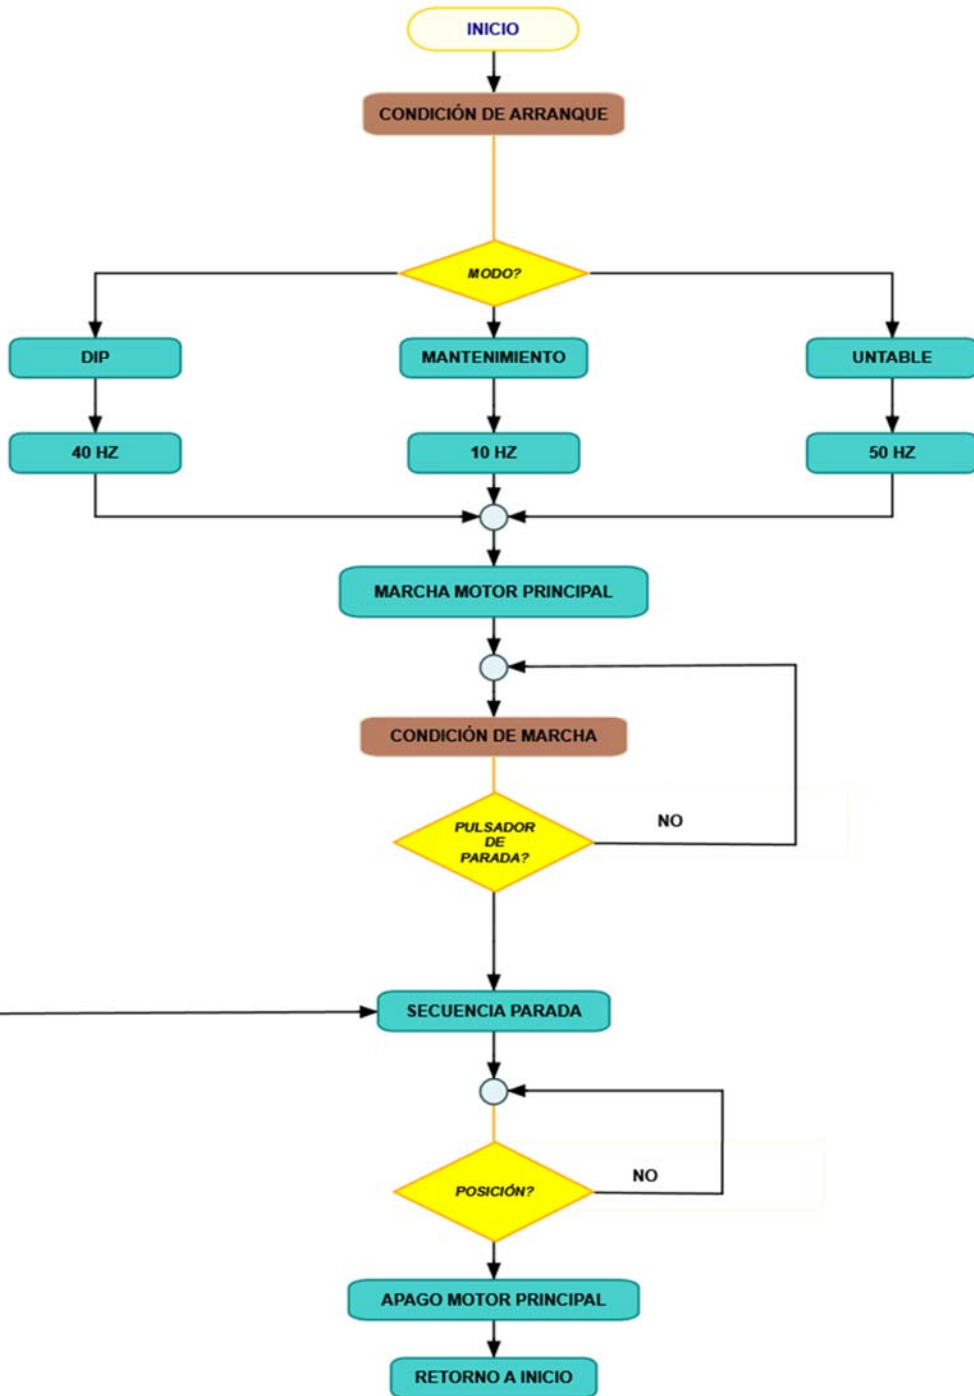 INICIO
CONDICIÓN DE ARRANQUE
MODO?
DIP
MANTENIMIENTO
UNTABLE
40 HZ
10 HZ
50 HZ
MARCHA MOTOR PRINCIPAL
CONDICIÓN DE MARCHA
PULSADOR
DE
PARADA?
NO
SECUENCIA PARADA
POSICIÓN?
NO
APAGO MOTOR PRINCIPAL
RETORNO A INICIO